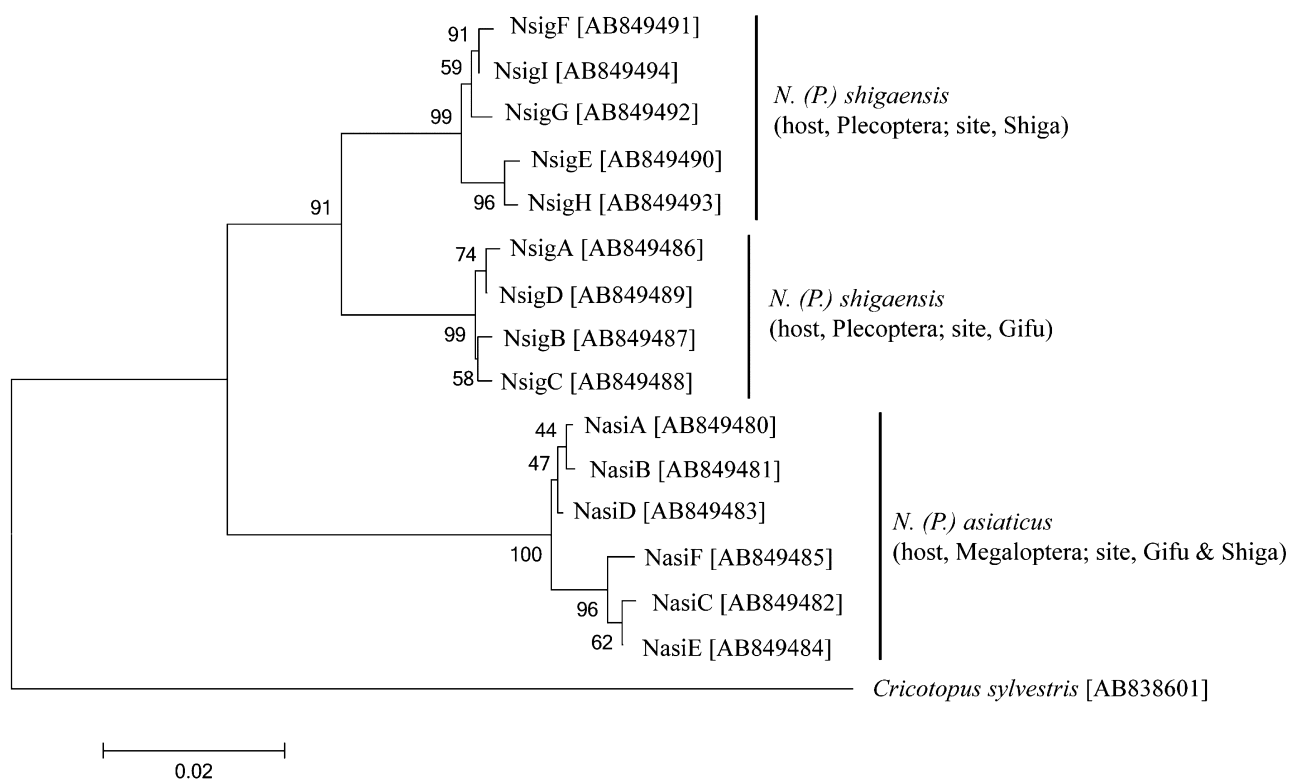 91
NsigF [AB849491]
59
NsigI [AB849494]
99
NsigG [AB849492]
NsigE [AB849490]
96
NsigH [AB849493]
N. (P.) shigaensis
(host, Plecoptera; site, Shiga)
91
74
NsigA [AB849486]
NsigD [AB849489]
99
NsigB [AB849487]
58
NsigC [AB849488]
N. (P.) shigaensis
(host, Plecoptera; site, Gifu)
44
NasiA [AB849480]
47
NasiB [AB849481]
NasiD [AB849483]
100
NasiF [AB849485]
96
NasiC [AB849482]
62
NasiE [AB849484]
N. (P.) asiaticus
(host, Megaloptera; site, Gifu & Shiga)
Cricotopus sylvestris [AB838601]
0.02